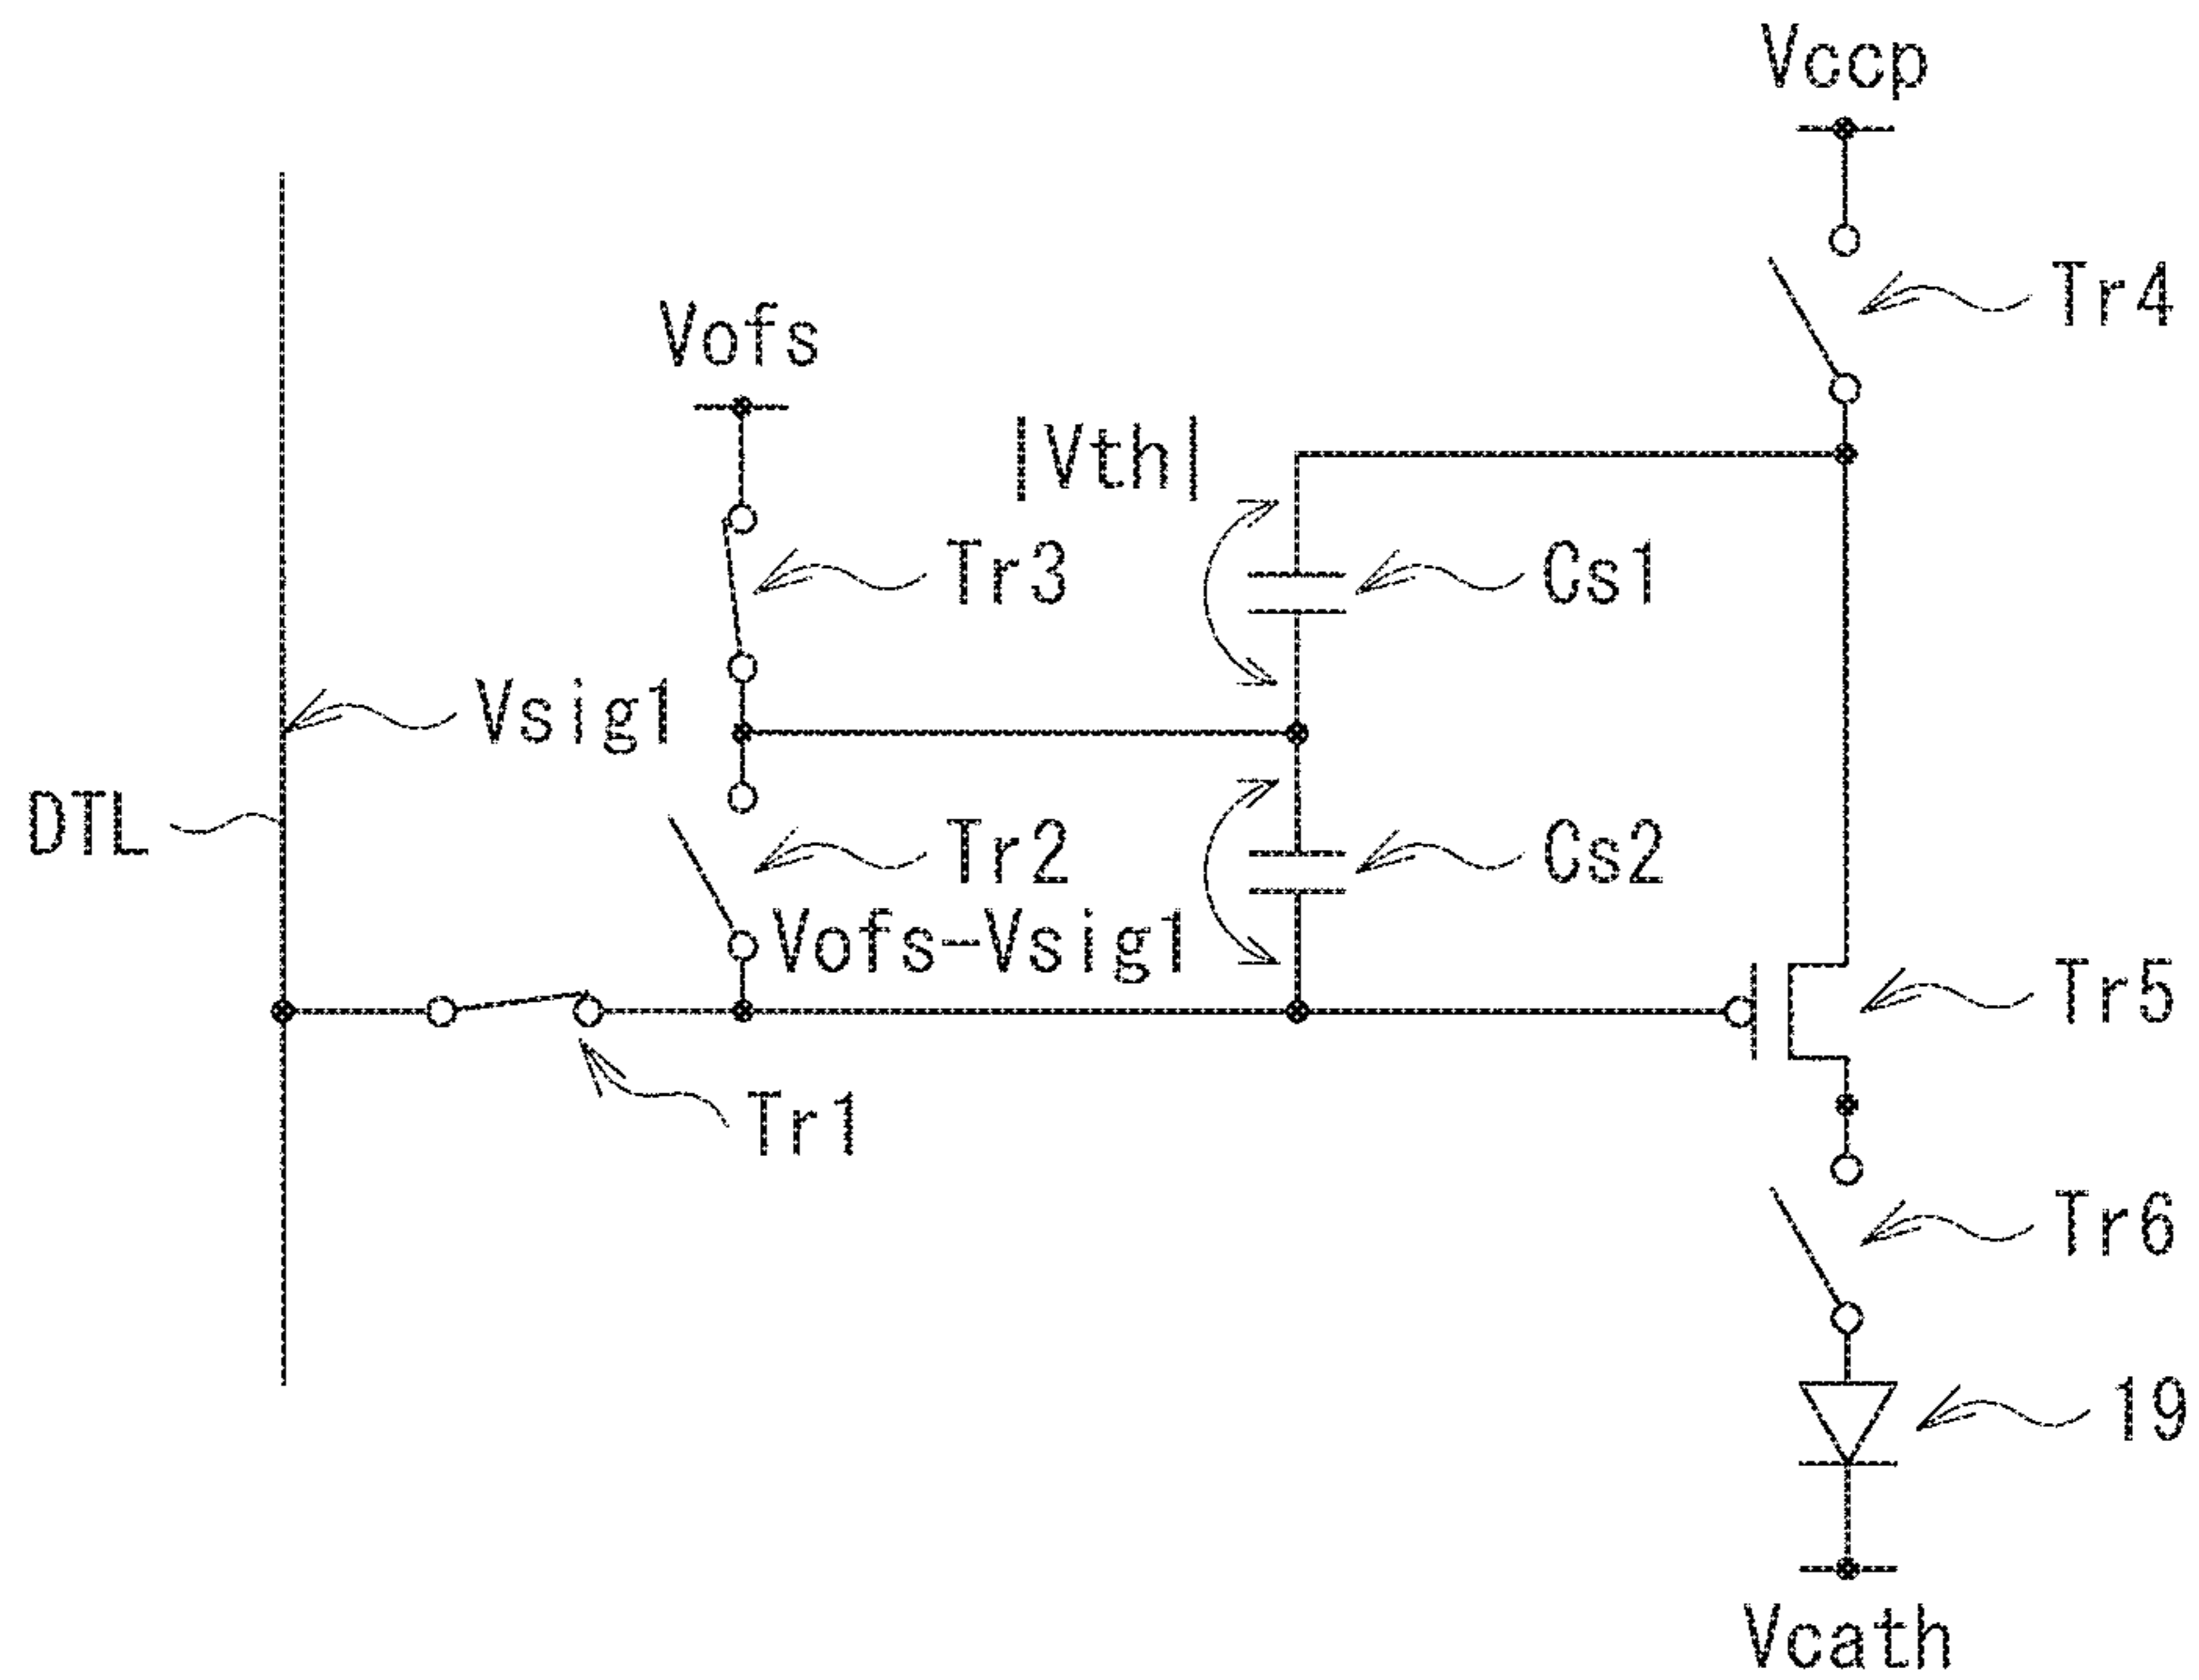 Vccp
Tr4
Vofs
|Vth|
Tr3
Cs1
Vsig1
DTL
Tr2
Cs2
Vofs-Vsig1
Tr5
Tr1
Tr6
19
Vcath